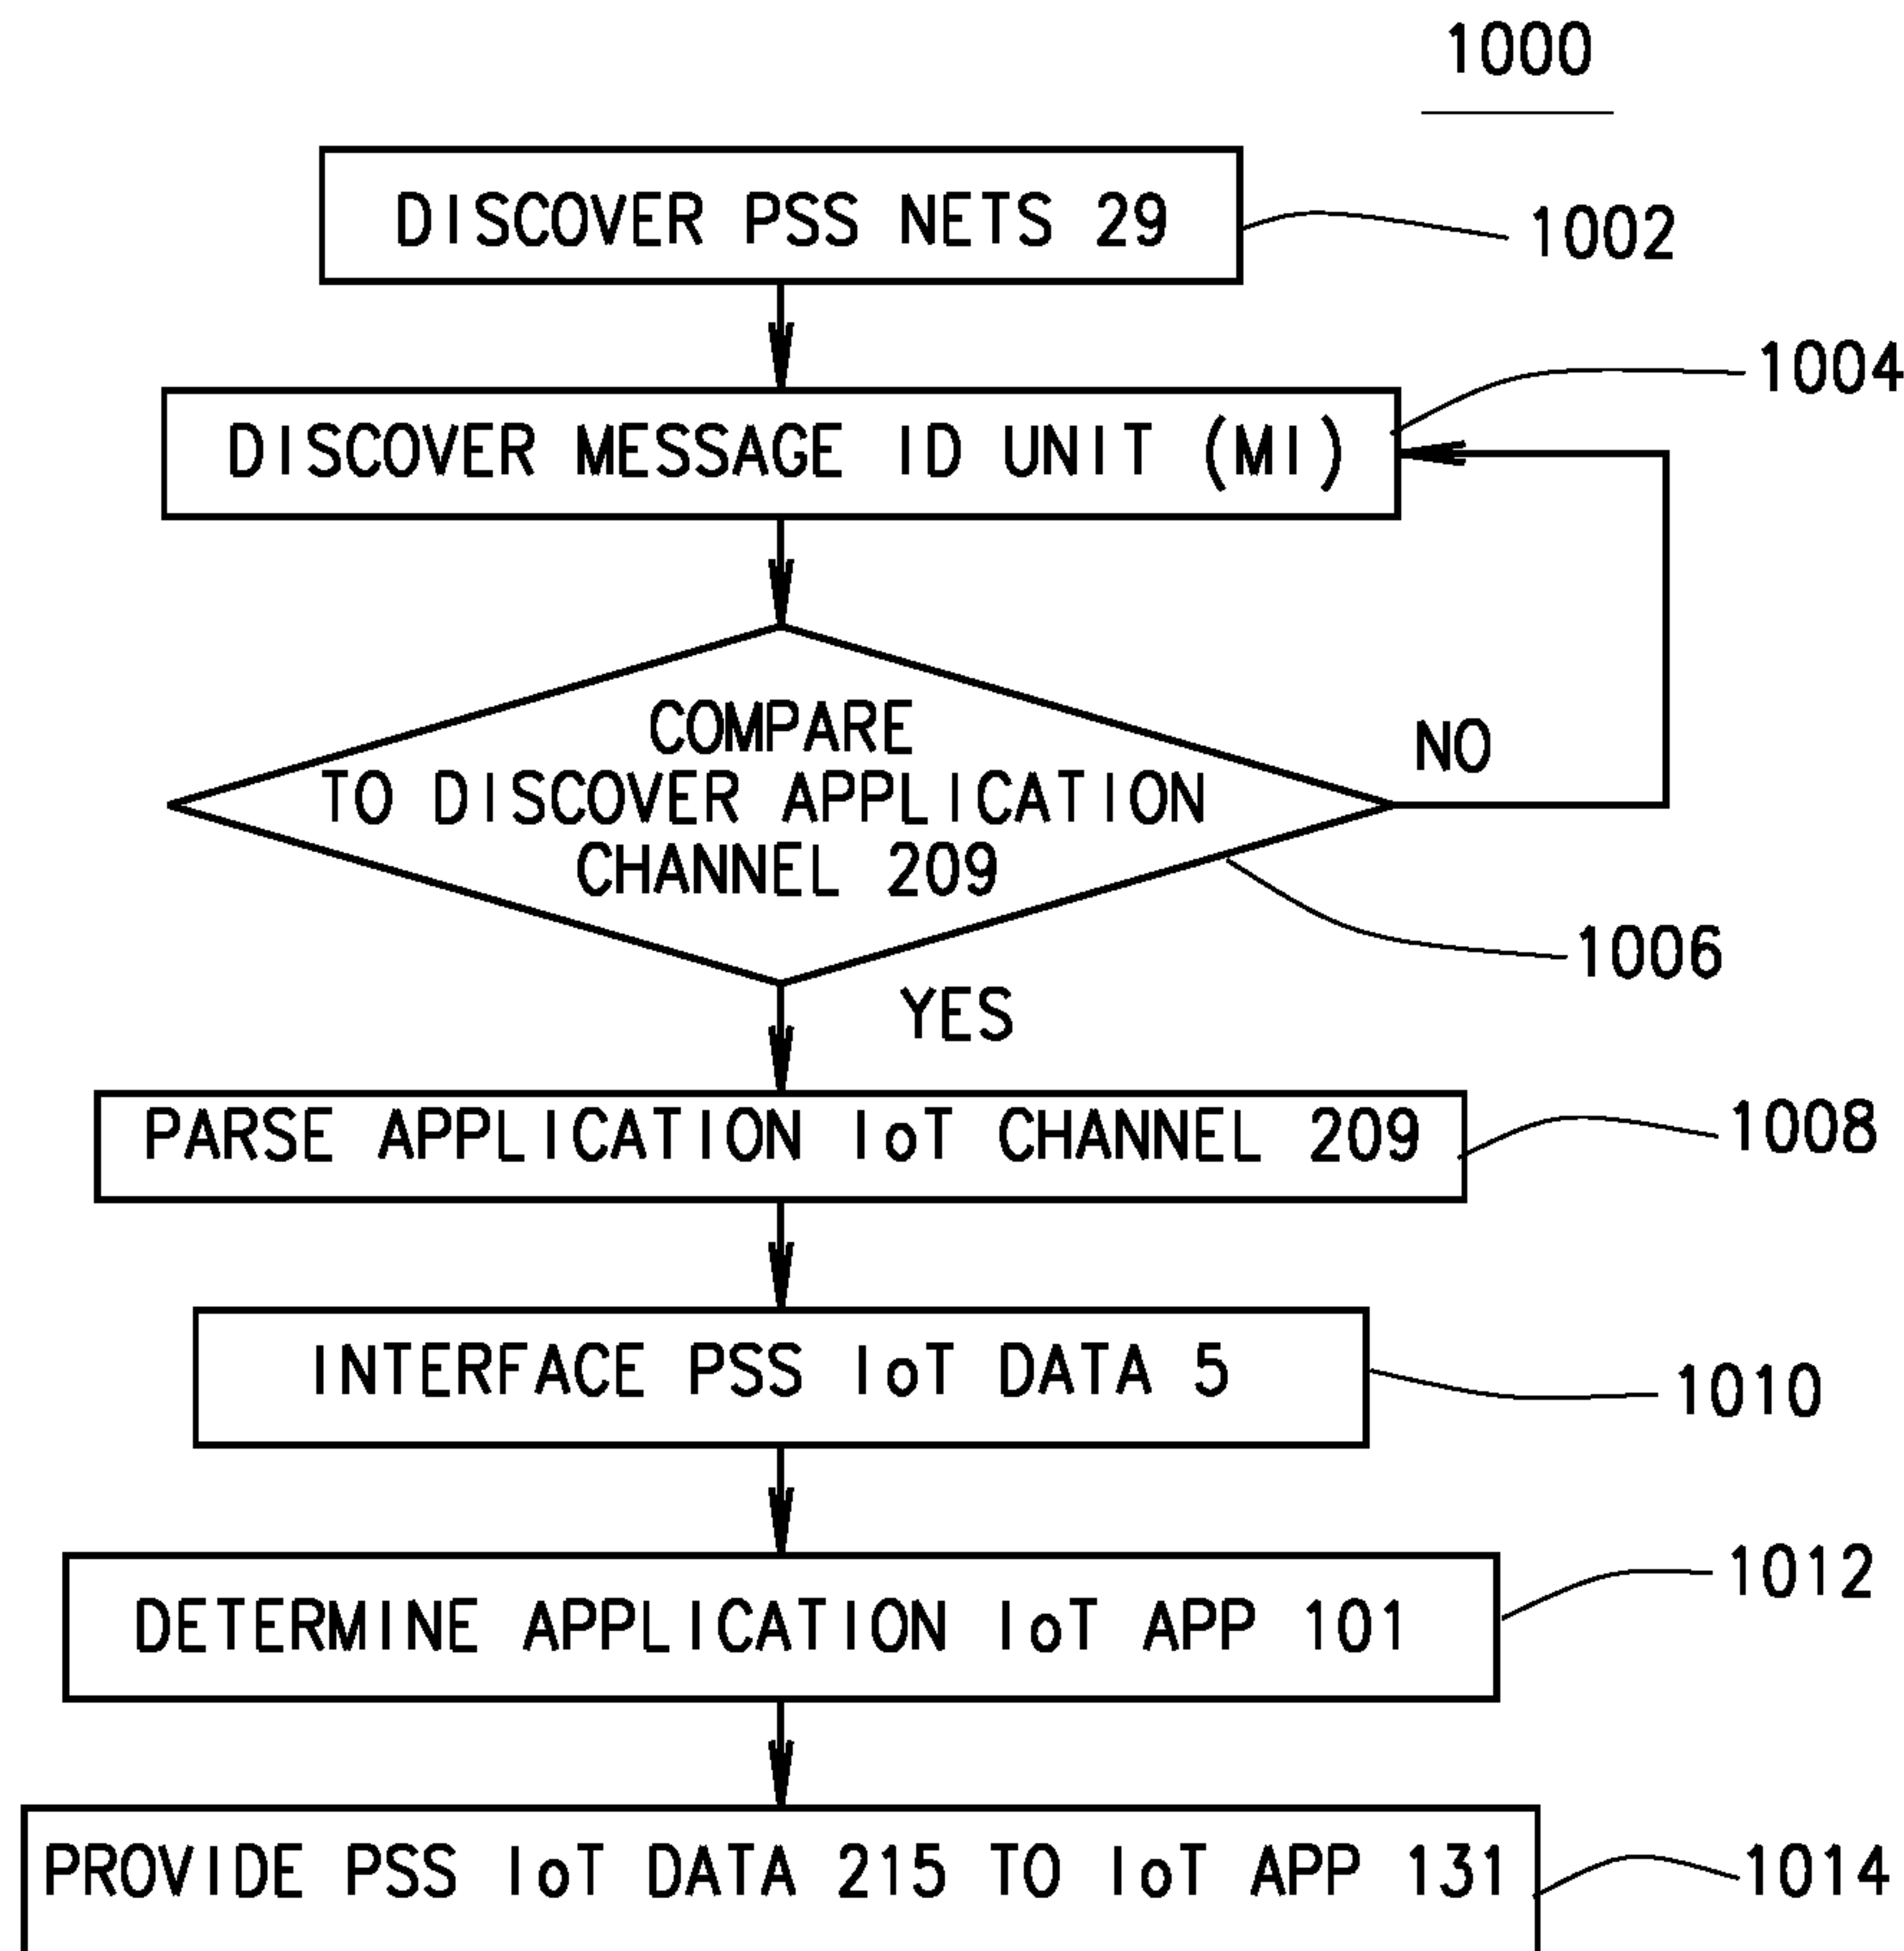 1000
DISCOVER PSS NETS 29
1002
1004
DISCOVER MESSAGE ID UNIT (MI)
COMPARE
TO DISCOVER APPLICATION
CHANNEL 209
NO
1006
YES
PARSE APPLICATION IoT CHANNEL 209
1008
INTERFACE PSS IoT DATA 5
1010
1012
DETERMINE APPLICATION IoT APP 101
PROVIDE PSS IoT DATA 215 TO IoT APP 131
1014